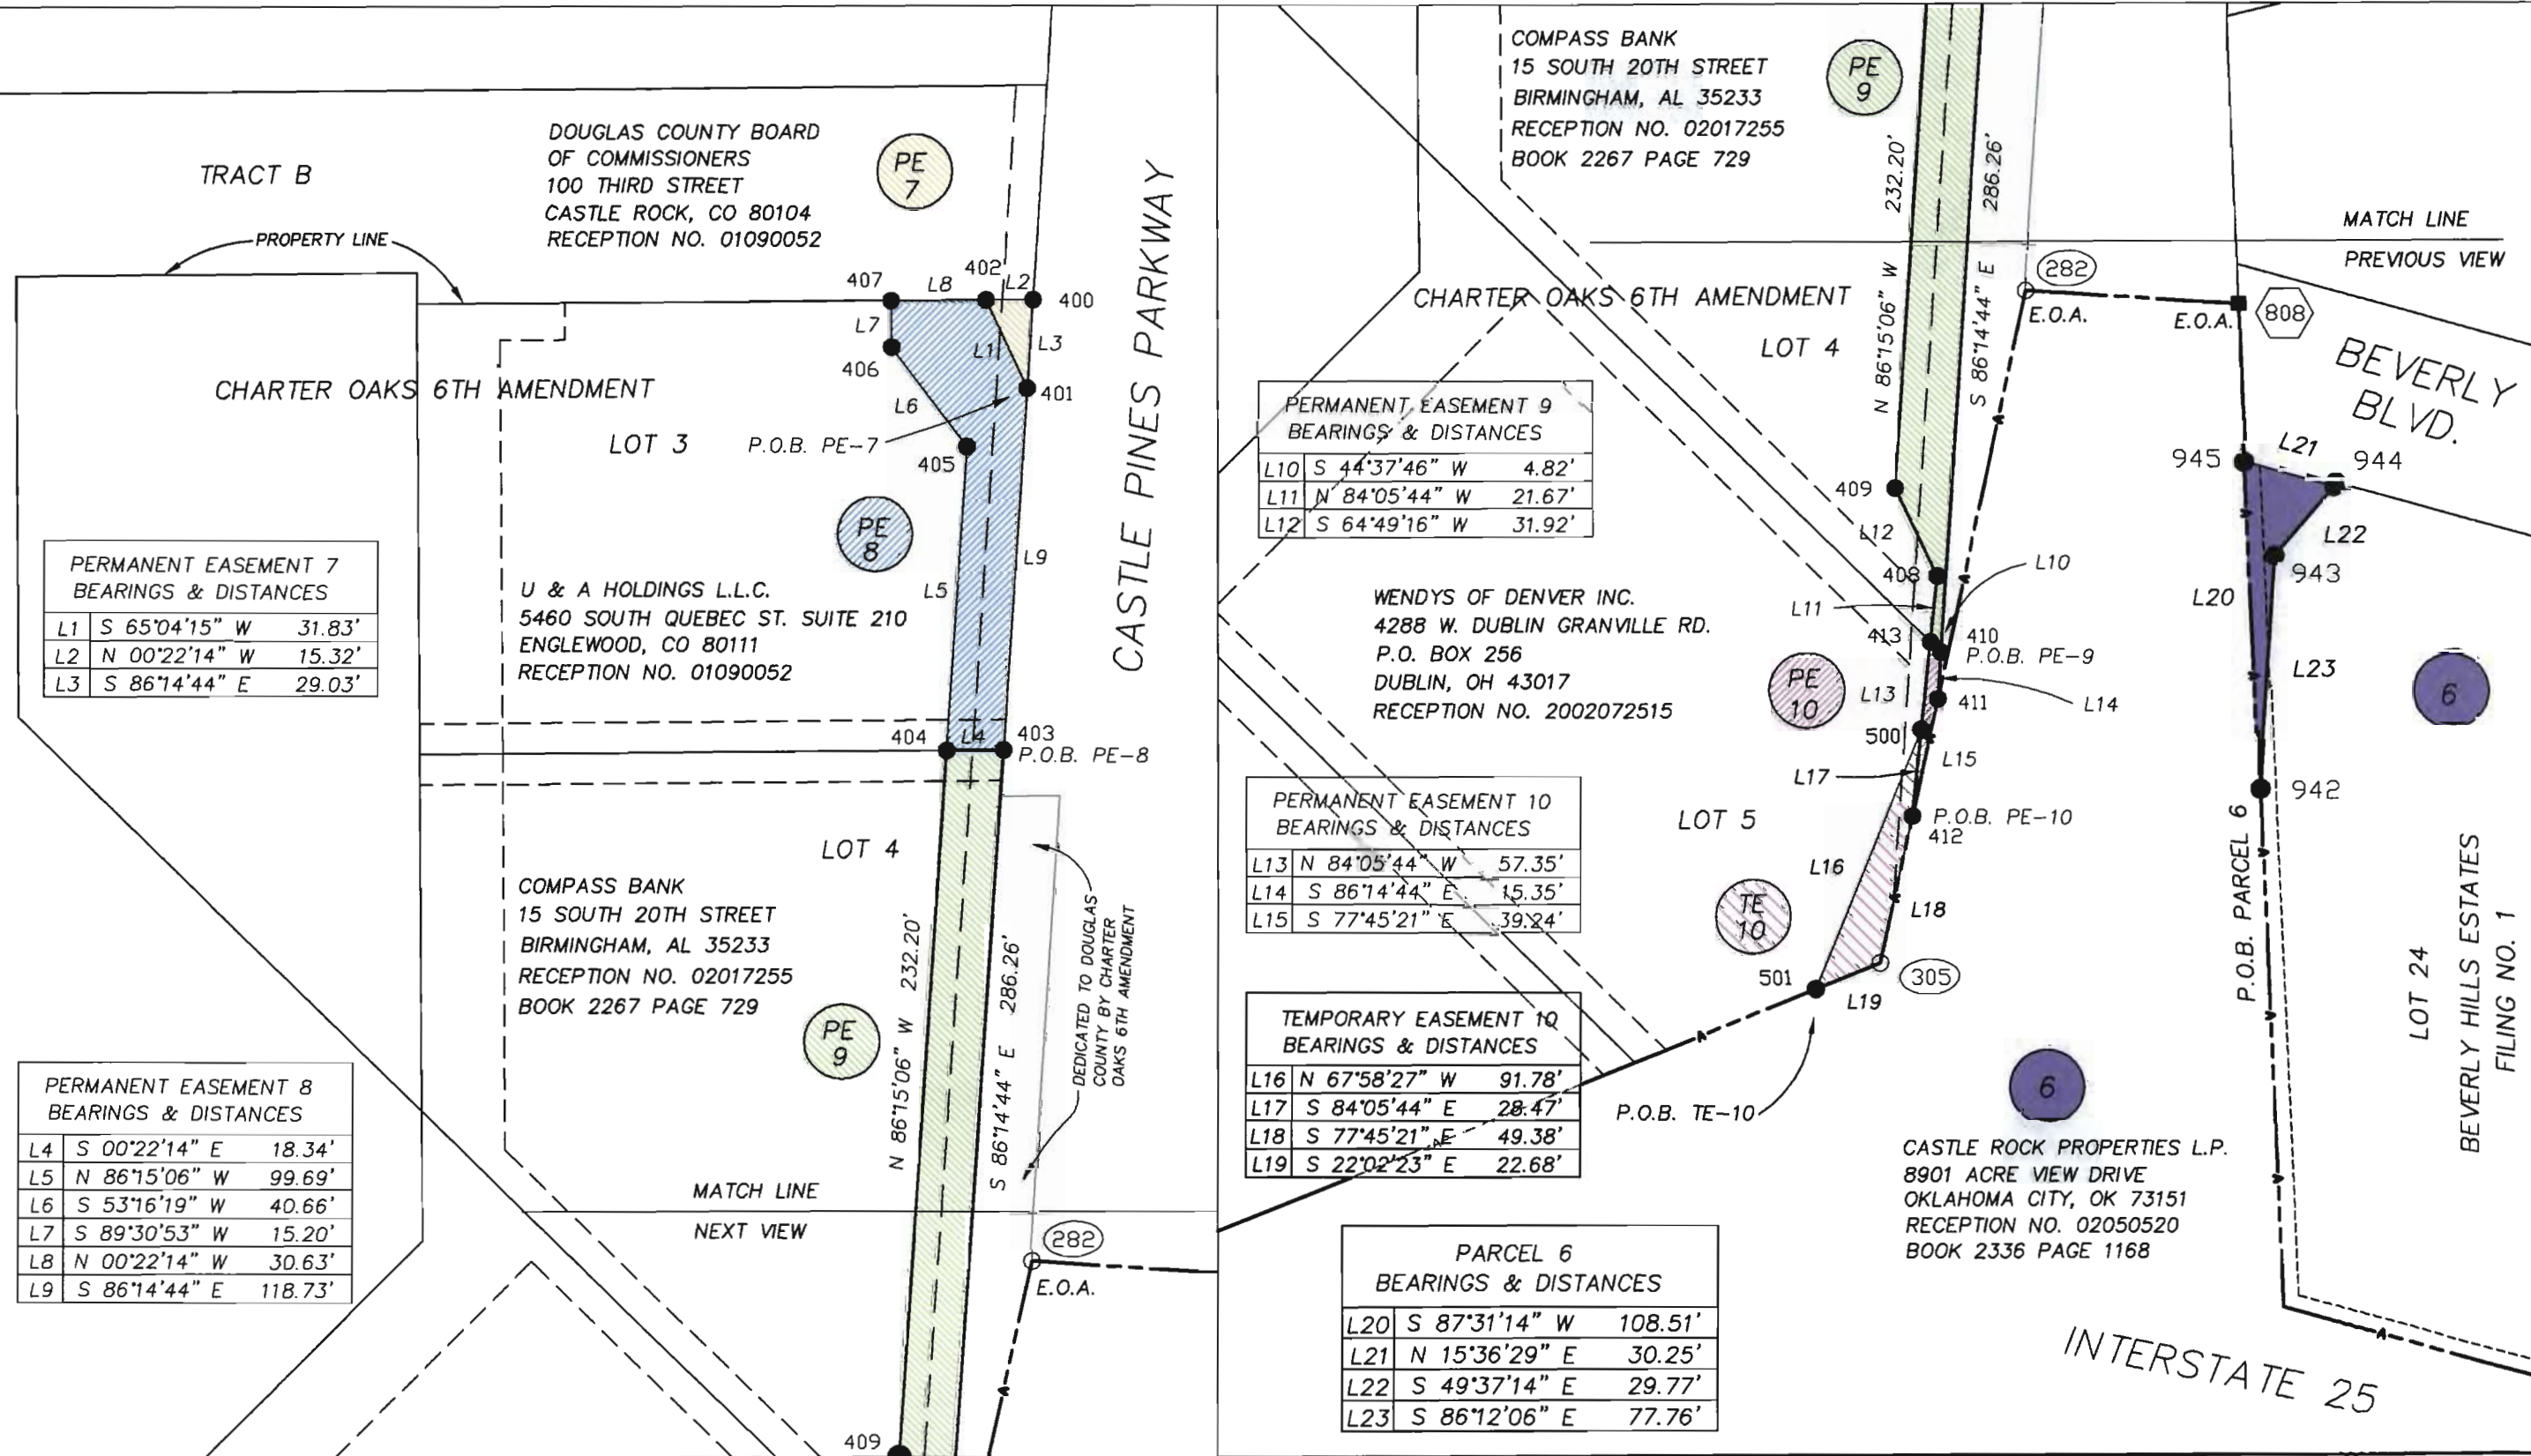 TRACT B
DOUGLAS COUNTY BOARD
OF COMMISSIONERS
100 THIRD STREET
CASTLE ROCK, CO 80104
RECEPTION NO. 01090052
PE
7
PROPERTY LINE
407
L8
402
L2
400
L7
L1
L3
406
401
CHARTER OAKS 6TH AMENDMENT
L6
LOT 3
P.O.B. PE-7
405
CASTLE PINES PARKWAY
PE
8
L9
L5
PERMANENT EASEMENT 7
BEARINGS & DISTANCES
L1 S 65°04'15" W 31.83'
L2 N 00°22'14" W 15.32'
L3 S 86°14'44" E 29.03'
U & A HOLDINGS L.L.C.
5460 SOUTH QUEBEC ST. SUITE 210
ENGLEWOOD, CO 80111
RECEPTION NO. 01090052
404
L4
403
P.O.B. PE-8
LOT 4
COMPASS BANK
15 SOUTH 20TH STREET
BIRMINGHAM, AL 35233
RECEPTION NO. 02017255
BOOK 2267 PAGE 729
PE
9
N 86°15'06" W 232.20'
S 86°14'44" E 286.26'
DEDICATED TO DOUGLAS
COUNTY BY CHARTER
OAKS 6TH AMENDMENT
PERMANENT EASEMENT 8
BEARINGS & DISTANCES
L4 S 00°22'14" E 18.34'
L5 N 86°15'06" W 99.69'
L6 S 53°16'19" W 40.66'
L7 S 89°30'53" W 15.20'
L8 N 00°22'14" W 30.63'
L9 S 86°14'44" E 118.73'
MATCH LINE
NEXT VIEW
282
E.O.A.
409
COMPASS BANK
15 SOUTH 20TH STREET
BIRMINGHAM, AL 35233
RECEPTION NO. 02017255
BOOK 2267 PAGE 729
PE
9
N 86°15'06" W 232.20'
S 86°14'44" E 286.26'
MATCH LINE
PREVIOUS VIEW
282
CHARTER OAKS 6TH AMENDMENT
E.O.A.
E.O.A.
808
LOT 4
BEVERLY
BLVD.
PERMANENT EASEMENT 9
BEARINGS & DISTANCES
L10 S 44°37'46" W 4.82'
L11 N 84°05'44" W 21.67'
L12 S 64°49'16" W 31.92'
409
L12
408
L10
L11
413
410
P.O.B. PE-9
945
L21
944
L22
943
L20
L23
942
P.O.B. PARCEL 6
6
WENDYS OF DENVER INC.
4288 W. DUBLIN GRANVILLE RD.
P.O. BOX 256
DUBLIN, OH 43017
RECEPTION NO. 2002072515
PE
10
L13
411
L14
500
L15
L17
P.O.B. PE-10
412
PERMANENT EASEMENT 10
BEARINGS & DISTANCES
L13 N 84°05'44" W 57.35'
L14 S 86°14'44" E 15.35'
L15 S 77°45'21" E 39.24'
LOT 5
L16
TE
10
L18
501
L19
305
TEMPORARY EASEMENT 10
BEARINGS & DISTANCES
L16 N 67°58'27" W 91.78'
L17 S 84°05'44" E 28.47'
L18 S 77°45'21" E 49.38'
L19 S 22°02'23" E 22.68'
P.O.B. TE-10
6
CASTLE ROCK PROPERTIES L.P.
8901 ACRE VIEW DRIVE
OKLAHOMA CITY, OK 73151
RECEPTION NO. 02050520
BOOK 2336 PAGE 1168
LOT 24
BEVERLY HILLS ESTATES
FILING NO. 1
PARCEL 6
BEARINGS & DISTANCES
L20 S 87°31'14" W 108.51'
L21 N 15°36'29" E 30.25'
L22 S 49°37'14" E 29.77'
L23 S 86°12'06" E 77.76'
INTERSTATE 25